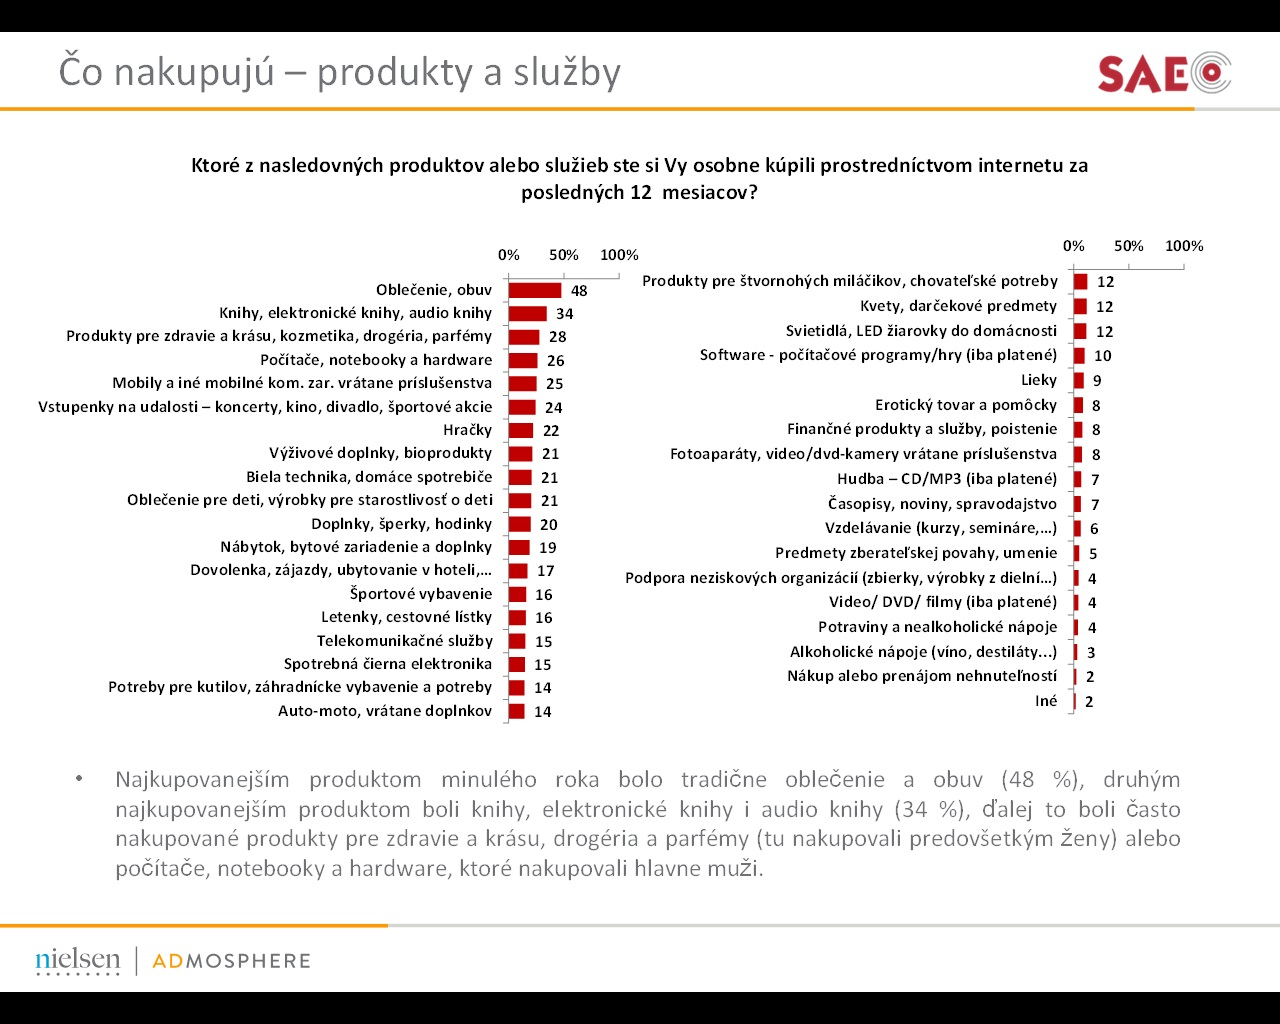 Čo nakupujú – produkty a služby
SAEC
Ktoré z nasledovných produktov alebo služieb ste si Vy osobne kúpili prostredníctvom internetu za
posledných 12  mesiacov?
0% 50% 100%
Oblečenie, obuv 48
Knihy, elektronické knihy, audio knihy 34
Produkty pre zdravie a krásu, kozmetika, drogéria, parfémy 28
Počítače, notebooky a hardware 26
Mobily a iné mobilné kom. zar. vrátane príslušenstva 25
Vstupenky na udalosti – koncerty, kino, divadlo, športové akcie 24
Hračky 22
Výživové doplnky, bioprodukty 21
Biela technika, domáce spotrebiče 21
Oblečenie pre deti, výrobky pre starostlivosť o deti 21
Doplnky, šperky, hodinky 20
Nábytok, bytové zariadenie a doplnky 19
Dovolenka, zájazdy, ubytovanie v hoteli,... 17
Športové vybavenie 16
Letenky, cestovné lístky 16
Telekomunikačné služby 15
Spotrebná čierna elektronika 15
Potreby pre kutilov, záhradnícke vybavenie a potreby 14
Auto-moto, vrátane doplnkov 14
0% 50% 100%
Produkty pre štvornohých miláčikov, chovateľské potreby 12
Kvety, darčekové predmety 12
Svietidlá, LED žiarovky do domácnosti 12
Software - počítačové programy/hry (iba platené) 10
Lieky 9
Erotický tovar a pomôcky 8
Finančné produkty a služby, poistenie 8
Fotoaparáty, video/dvd-kamery vrátane príslušenstva 8
Hudba – CD/MP3 (iba platené) 7
Časopisy, noviny, spravodajstvo 7
Vzdelávanie (kurzy, semináre,...) 6
Predmety zberateľskej povahy, umenie 5
Podpora neziskových organizácií (zbierky, výrobky z dielní...) 4
Video/ DVD/ filmy (iba platené) 4
Potraviny a nealkoholické nápoje 4
Alkoholické nápoje (víno, destiláty...) 3
Nákup alebo prenájom nehnuteľností 2
Iné 2
• Najkupovanejším produktom minulého roka bolo tradične oblečenie a obuv (48 %), druhým
najkupovanejším produktom boli knihy, elektronické knihy i audio knihy (34 %), ďalej to boli často
nakupované produkty pre zdravie a krásu, drogéria a parfémy (tu nakupovali predovšetkým ženy) alebo
počítače, notebooky a hardware, ktoré nakupovali hlavne muži.
nielsen | ADMOSPHERE